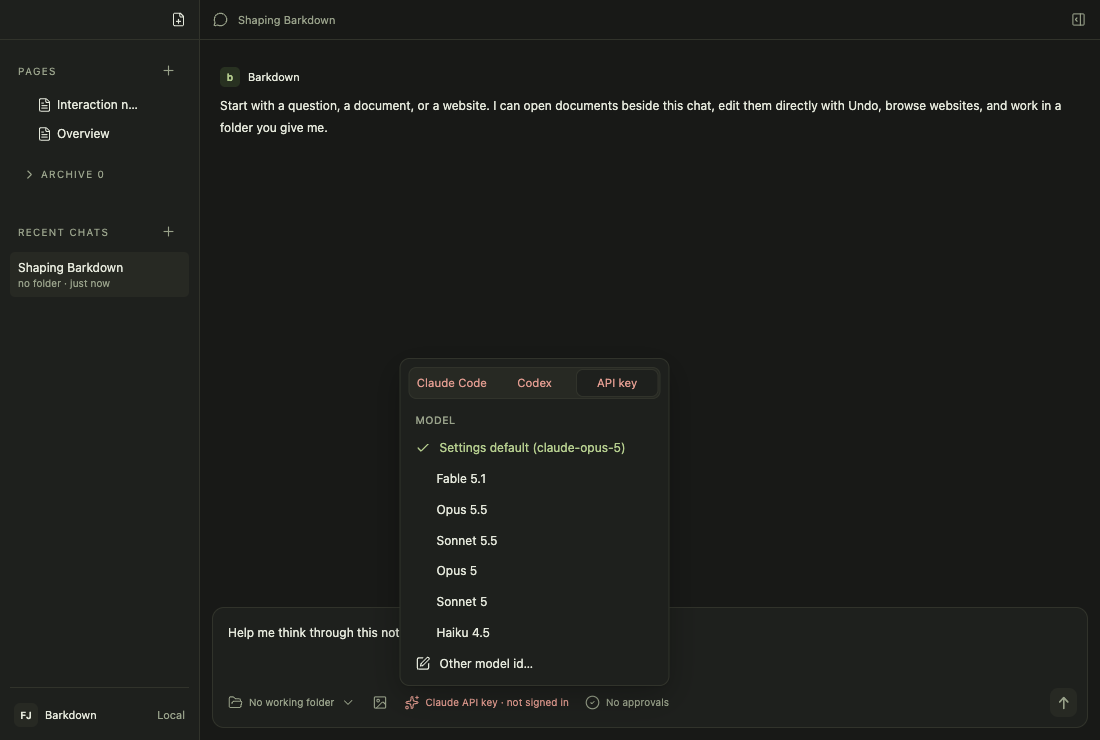 Shaping Barkdown
PAGES
Interaction n...
Overview
ARCHIVE 0
RECENT CHATS
Shaping Barkdown
no folder · just now
FJ Barkdown Local
b Barkdown
Start with a question, a document, or a website. I can open documents beside this chat, edit them directly with Undo, browse websites, and work in a
folder you give me.
Claude Code Codex API key
MODEL
Settings default (claude-opus-5)
Fable 5.1
Opus 5.5
Sonnet 5.5
Opus 5
Sonnet 5
Haiku 4.5
Other model id...
Help me think through this not
No working folder Claude API key · not signed in No approvals